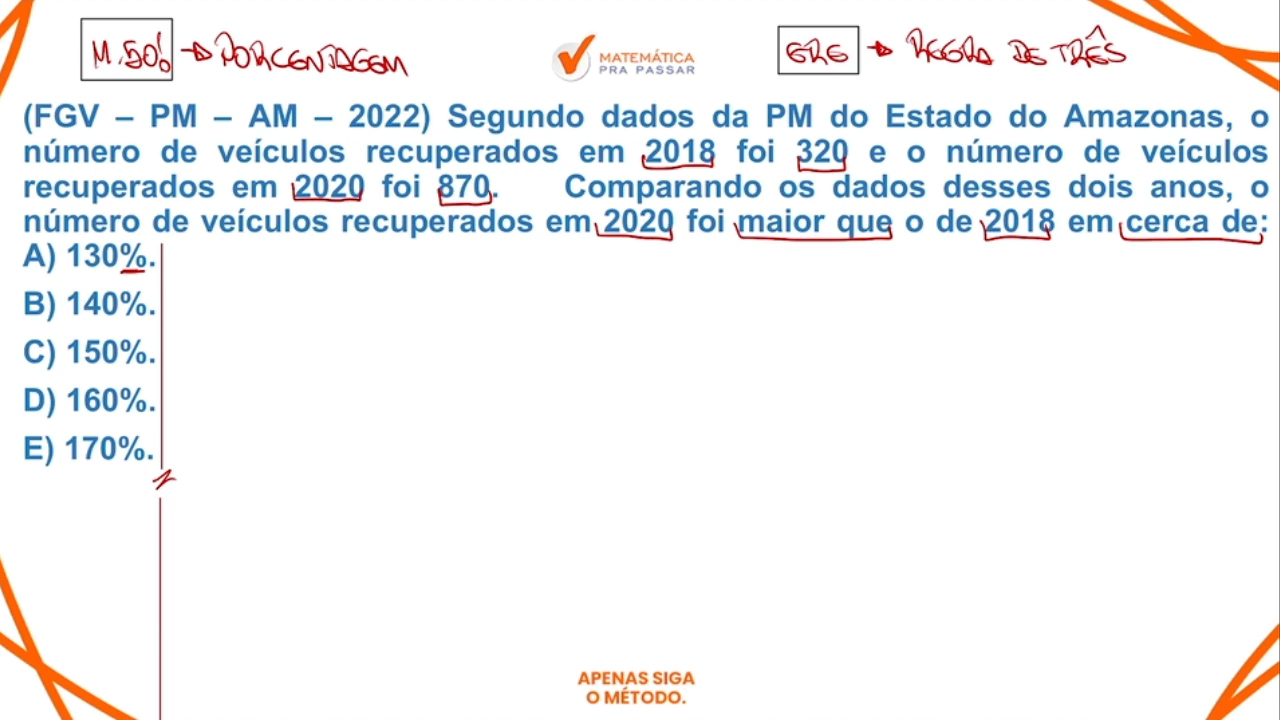 M.50! → PORCENTAGEM
MATEMÁTICA
PRA PASSAR
GRG → REGRA DE TRÊS
(FGV – PM – AM – 2022) Segundo dados da PM do Estado do Amazonas, o
número de veículos recuperados em 2018 foi 320 e o número de veículos
recuperados em 2020 foi 870. Comparando os dados desses dois anos, o
número de veículos recuperados em 2020 foi maior que o de 2018 em cerca de:
A) 130%.
B) 140%.
C) 150%.
D) 160%.
E) 170%.
APENAS SIGA
O MÉTODO.